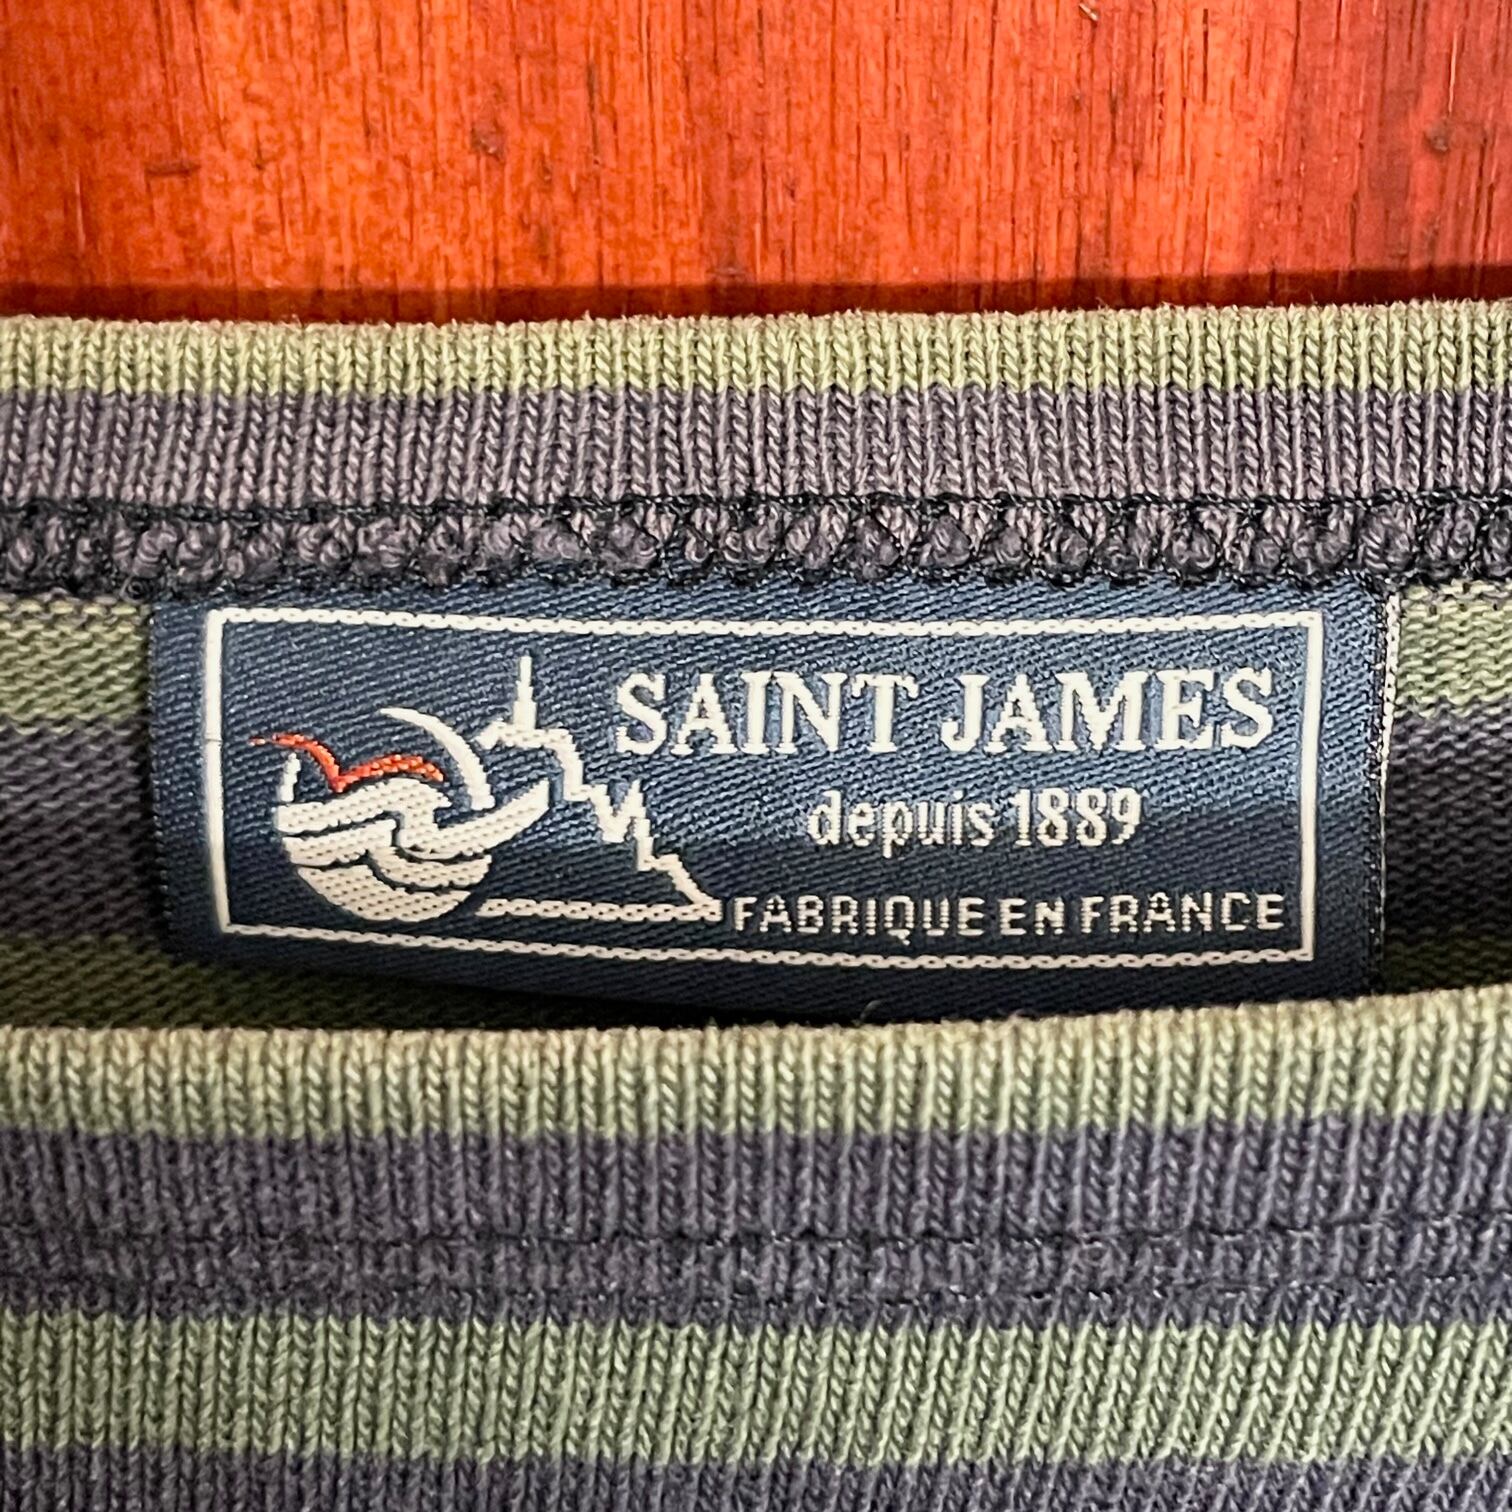 SAINT JAMES
depuis 1889
FABRIQUE EN FRANCE